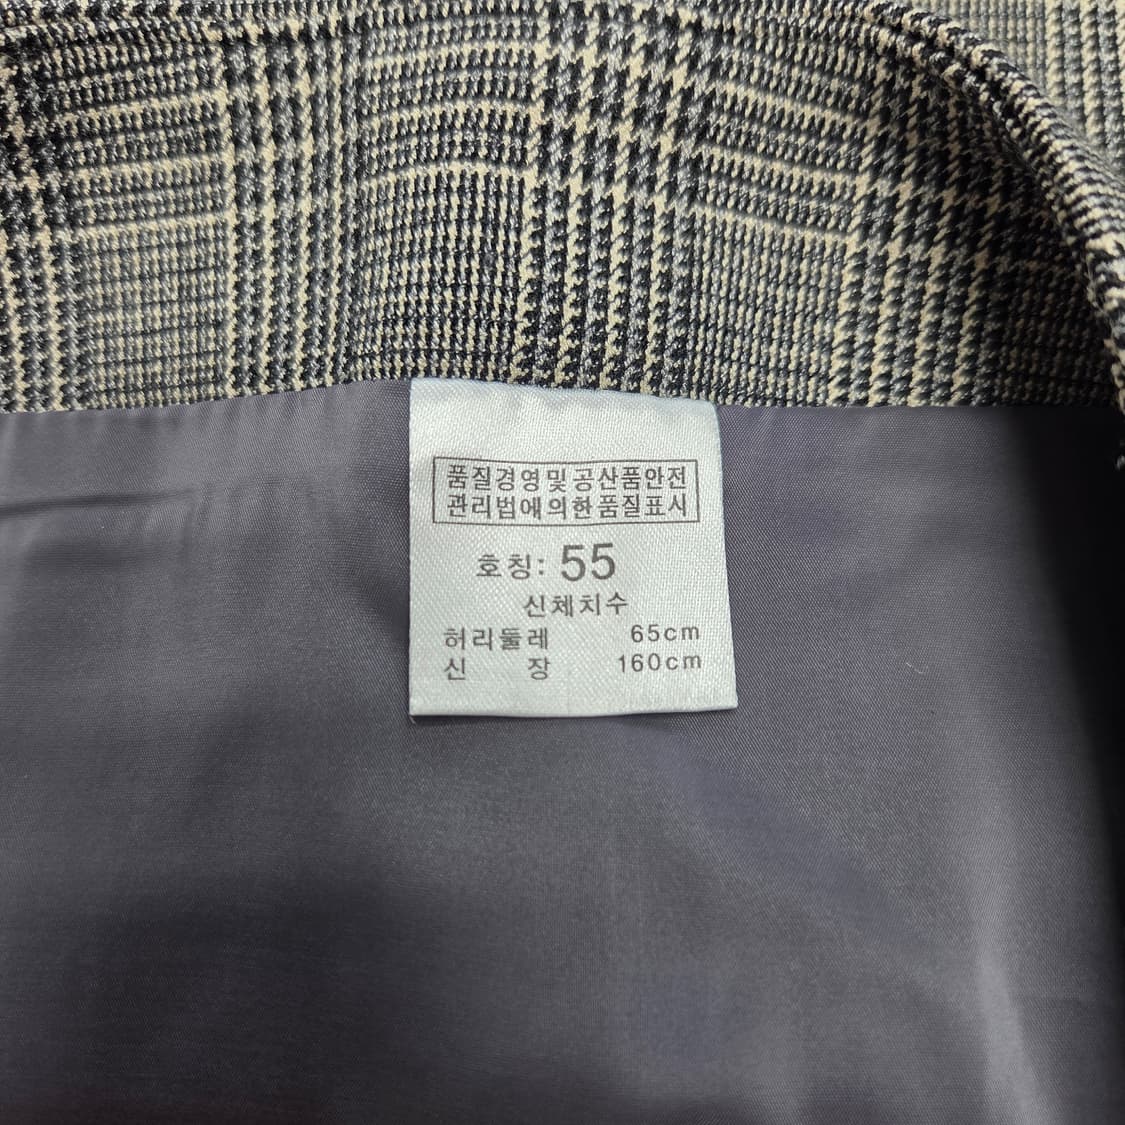 품질경영및공산품안전
관리법에의한품질표시
호칭: 55
신체치수
허리둘레 65cm
신 장 160cm